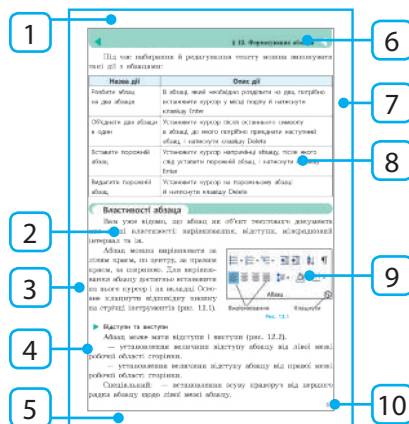 1
6
§ 12. Форматування абзаців
Під час набирання й редагування тексту можна виконувати
такі дії з абзацами:
Назва дії
Опис дії
7
Розбити абзац
на два абзаци
В абзаці, який необхідно розділити на два, потрібно
встановити курсор у місці поділу й натиснути
клавішу Enter
Об'єднати два абзаци
в один
Установити курсор після останнього символу
в абзаці, до якого потрібно приєднати наступний
абзац, і натиснути клавішу Delete
Вставити порожній
абзац
Установити курсор наприкінці абзацу, після якого
слід уставити порожній абзац, і натиснути клавішу
Enter
8
Видалити порожній
абзац
Установити курсор на порожньому абзаці
й натиснути клавішу Delete
Властивості абзацу
Вам уже відомо, що абзац як об'єкт текстового документа
має такі властивості: вирівнювання, відступи, міжрядковий
інтервал та ін.
2
Абзац можна вирівнювати за
лівим краєм, по центру, за правим
краєм, за шириною. Для вирівню-
вання абзацу достатньо встановити
на нього курсор і на вкладці Осно-
вне клацнути відповідну кнопку
на стрічці інструментів (рис. 12.1).
3
9
Абзац
Вирівнювання
Клацнути
Рис. 12.1
Відступи та виступи
Абзац може мати відступи і виступи (рис. 12.2).
4
— установлення величини відступу абзацу від лівої межі
робочої області сторінки.
— установлення величини відступу абзацу від правої межі
робочої області сторінки.
Спеціальний: — встановлення зсуву праворуч від першого
рядка абзацу щодо лівої межі абзацу.
5
10